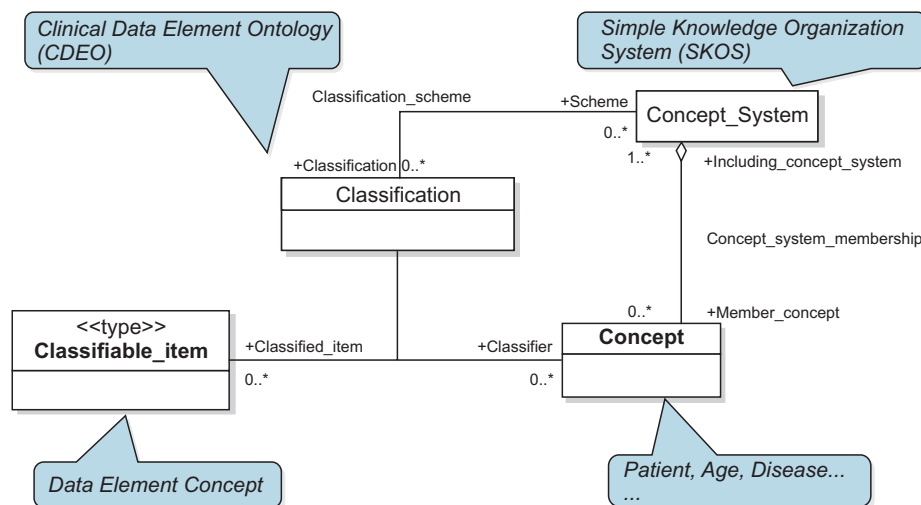 Clinical Data Element Ontology
(CDEO)
Simple Knowledge Organization
System (SKOS)
Classification_scheme
+Scheme
Concept_System
0..*
1..*
+Including_concept_system
+Classification
0..*
Classification
Concept_system_membership
<<type>>
Classifiable_item
+Classified_item
0..*
+Classifier
0..*
0..*
+Member_concept
Concept
Data Element Concept
Patient, Age, Disease...
...